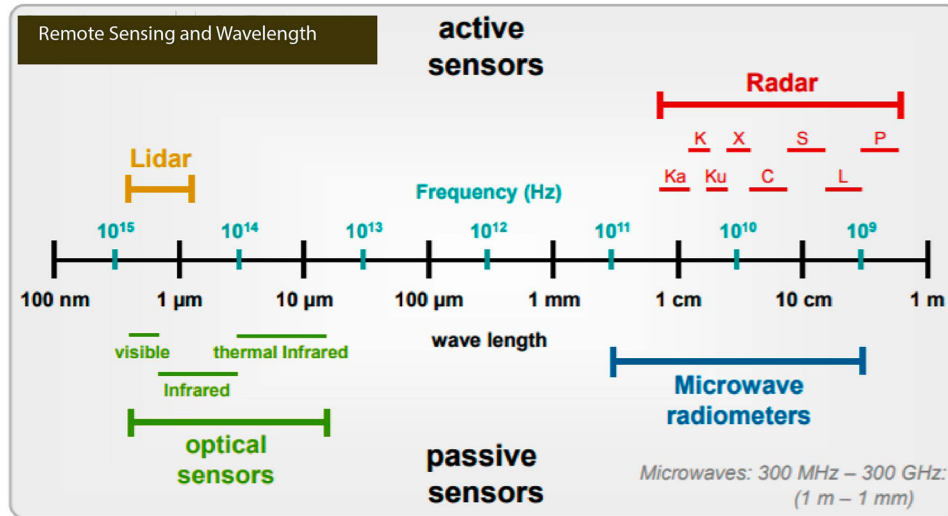 Remote Sensing and Wavelength
active
sensors
Radar
K X S P
Lidar
Ka Ku C L
Frequency (Hz)
10¹⁵ 10¹⁴ 10¹³ 10¹² 10¹¹ 10¹⁰ 10⁹
100 nm 1 µm 10 µm 100 µm 1 mm 1 cm 10 cm 1 m
wave length
visible thermal Infrared
Infrared
optical
sensors
Microwave
radiometers
passive
sensors
Microwaves: 300 MHz – 300 GHz:
(1 m – 1 mm)